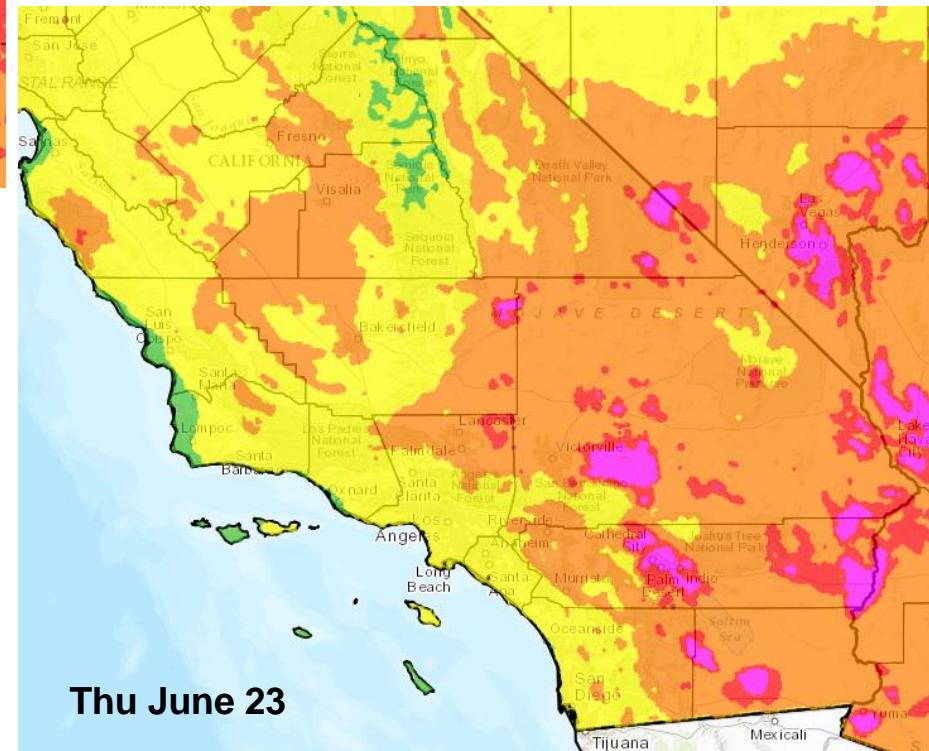 Fremont
San Jose
STAL RANGE
Sierra
National
Forest
Inyo
National
Forest
Salinas
San Joaquin
Fresno
CALIFORNIA
Visalia
Sequoia
National
Park
Death Valley
National Park
Las
Vegas
Henderson
Sequoia
National
Forest
San
Luis
Obispo
Bakersfield
MOJAVE DESERT
Mojave
National
Preserve
Santa
Maria
Lompoc
Los Padres
National
Forest
Lancaster
Palmdale
Victorville
Lake
Hava
City
Santa
Barbara
Oxnard
Santa
Clarita
Angeles
National
Forest
San Bernardino
National
Forest
Los
Angeles
Riverside
Anaheim
Cathedral
City
Joshua Tree
National Park
Long
Beach
Santa
Ana
Murrieta
Palm
Desert
Indio
Oceanside
Salton
Sea
San
Diego
Thu June 23
Tijuana
Mexicali
Yuma